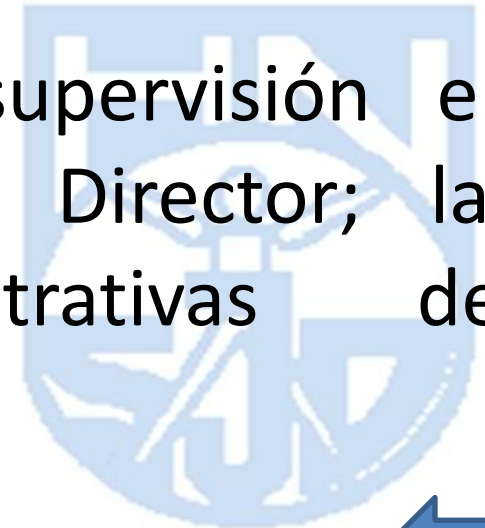 supervisión e
Director; la
trativas de